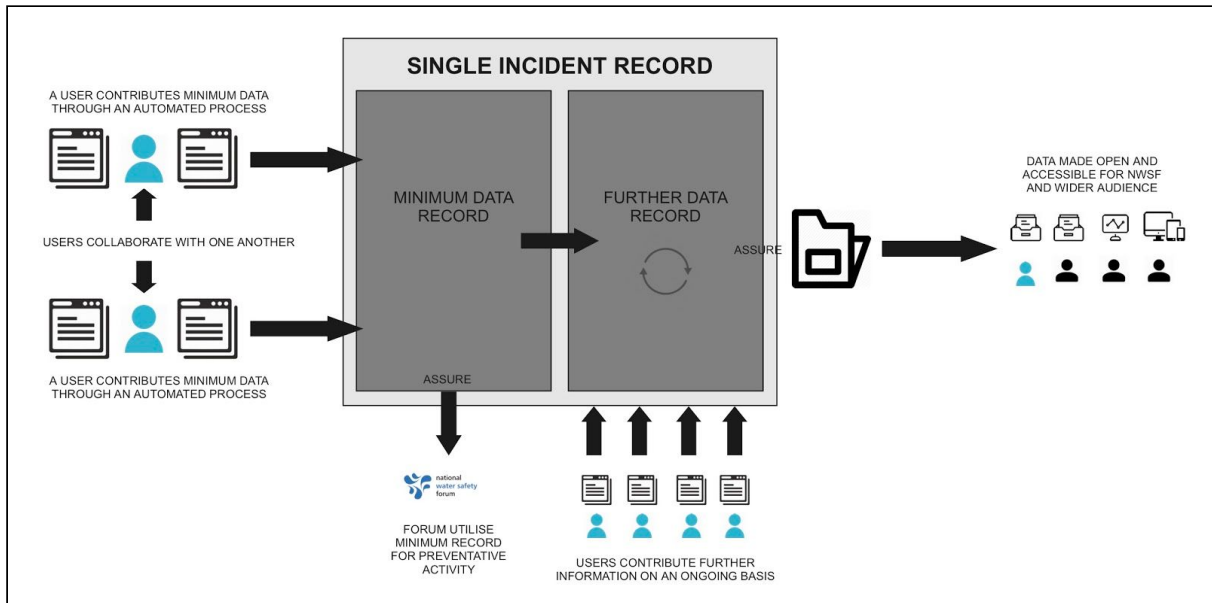 SINGLE INCIDENT RECORD
A USER CONTRIBUTES MINIMUM DATA
THROUGH AN AUTOMATED PROCESS
USERS COLLABORATE WITH ONE ANOTHER
A USER CONTRIBUTES MINIMUM DATA
THROUGH AN AUTOMATED PROCESS
MINIMUM DATA
RECORD
ASSURE
FURTHER DATA
RECORD
ASSURE
DATA MADE OPEN AND
ACCESSIBLE FOR NWSF
AND WIDER AUDIENCE
national
water safety
forum
FORUM UTILISE
MINIMUM RECORD
FOR PREVENTATIVE
ACTIVITY
USERS CONTRIBUTE FURTHER
INFORMATION ON AN ONGOING BASIS